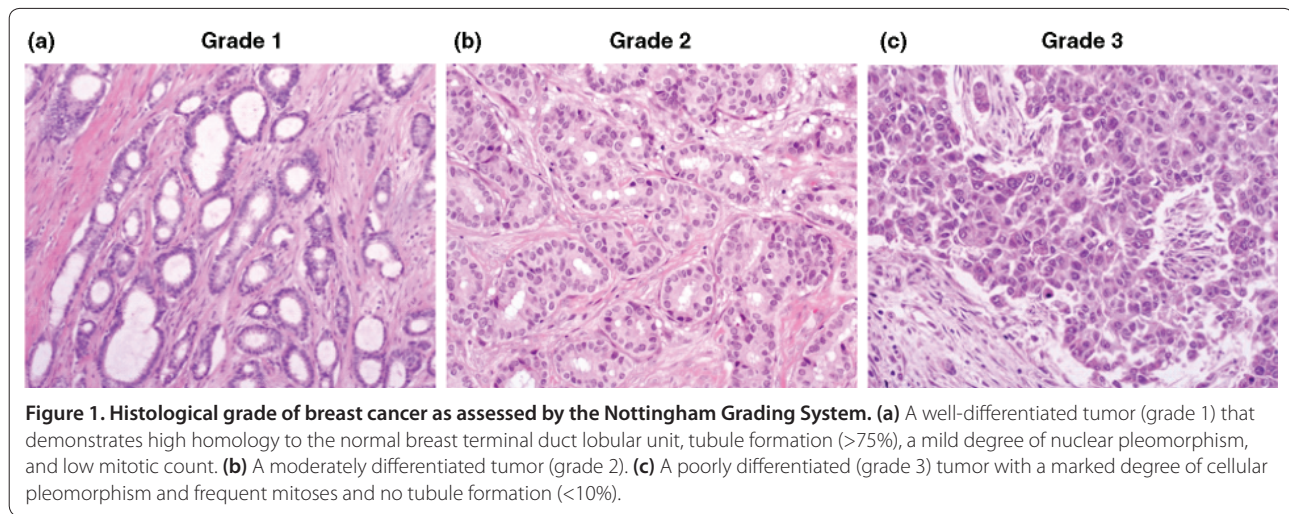 (a) Grade 1 (b) Grade 2 (c) Grade 3
Figure 1. Histological grade of breast cancer as assessed by the Nottingham Grading System. (a) A well-differentiated tumor (grade 1) that
demonstrates high homology to the normal breast terminal duct lobular unit, tubule formation (>75%), a mild degree of nuclear pleomorphism,
and low mitotic count. (b) A moderately differentiated tumor (grade 2). (c) A poorly differentiated (grade 3) tumor with a marked degree of cellular
pleomorphism and frequent mitoses and no tubule formation (<10%).